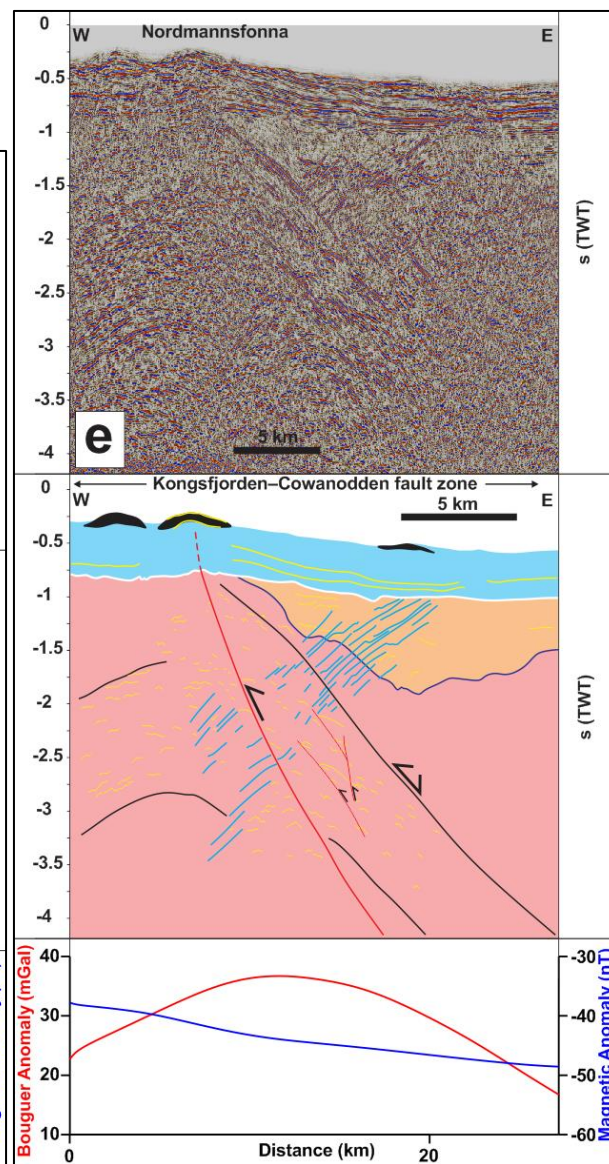 Nordmannsfonna
W E
0
-0.5
-1
-1.5
-2
-2.5
-3
-3.5
-4
s (TWT)
e
5 km
Kongsfjorden–Cowanodden fault zone
W E
5 km
0
-0.5
-1
-1.5
-2
-2.5
-3
-3.5
-4
s (TWT)
Bouguer Anomaly (mGal)
40
30
20
10
-30
-40
-50
-60
Magnetic Anomaly (nT)
0 20
Distance (km)